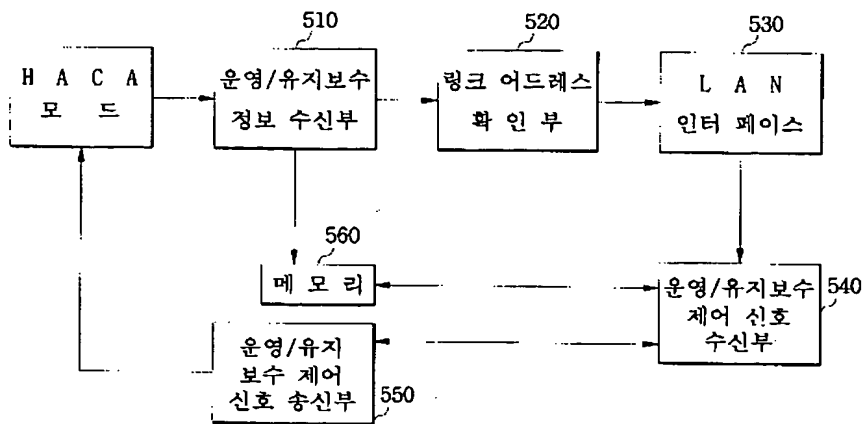 510
520
530
H A C A
모 드
운영/유지보수
정보 수신부
링크 어드레스
확 인 부
L A N
인터 페이스
560
메 모 리
운영/유지보수
제어 신호
수신부
540
운영/유지
보수 제어
신호 송신부
550